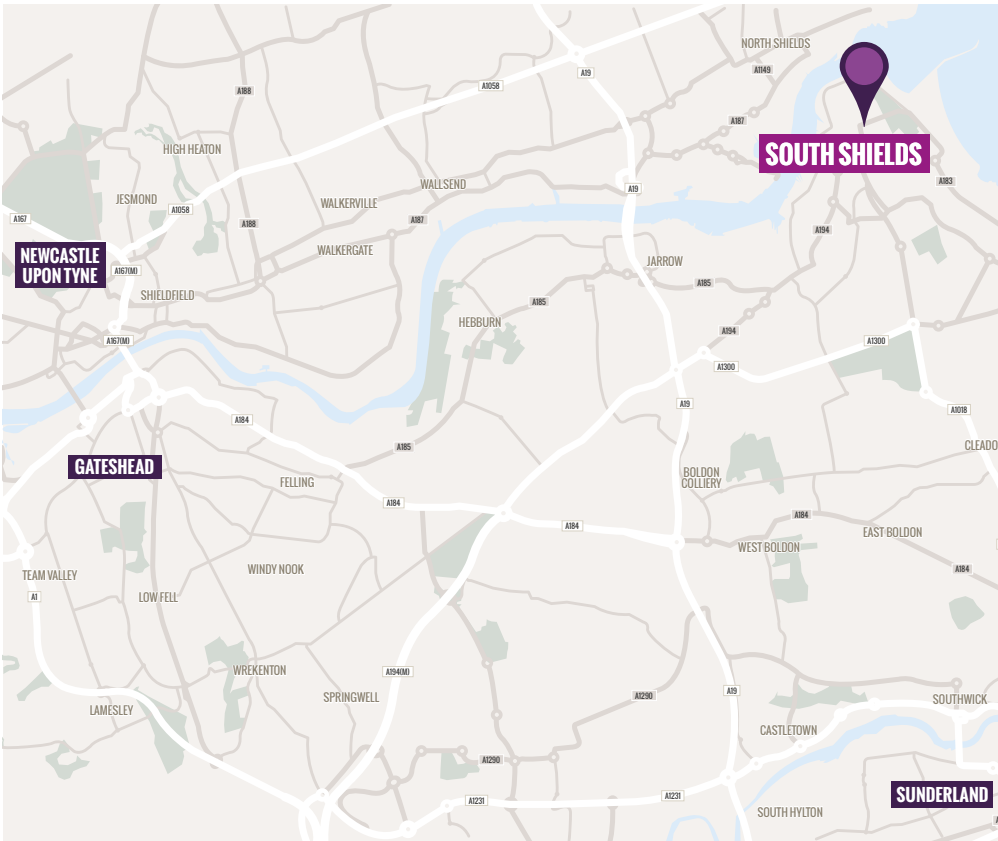 NORTH SHIELDS
A19
A1149
A1058
A188
A187
SOUTH SHIELDS
HIGH HEATON
A183
WALLSEND
A19
JESMOND
WALKERVILLE
A1058
A167
A187
A188
A194
NEWCASTLE
UPON TYNE
WALKERGATE
JARROW
A167(M)
A185
SHIELDFIELD
A185
HEBBURN
A194
A167(M)
A1300
A1300
A19
A1018
A184
A185
CLEADO
GATESHEAD
BOLDON
COLLIERY
FELLING
A184
A184
A184
EAST BOLDON
WEST BOLDON
WINDY NOOK
A184
TEAM VALLEY
A1
LOW FELL
WREKENTON
A194(M)
A19
A1290
SPRINGWELL
SOUTHWICK
LAMESLEY
CASTLETOWN
A1290
SUNDERLAND
A1231
A1231
SOUTH HYLTON